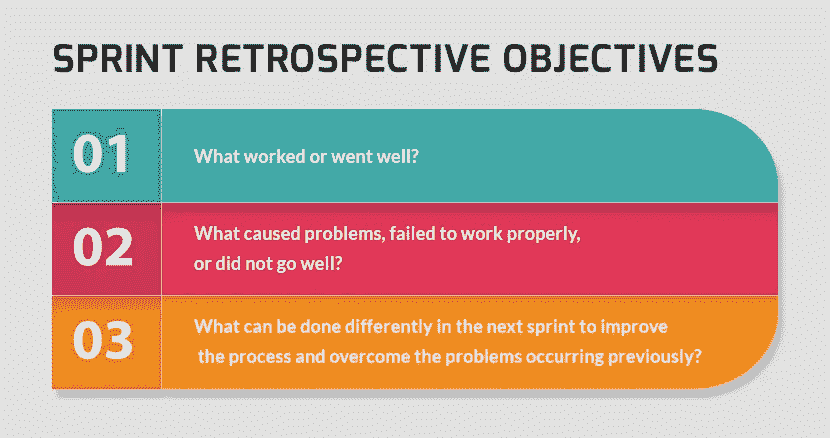 SPRINT RETROSPECTIVE OBJECTIVES
01
What worked or went well?
02
What caused problems, failed to work properly,
or did not go well?
03
What can be done differently in the next sprint to improve
the process and overcome the problems occurring previously?